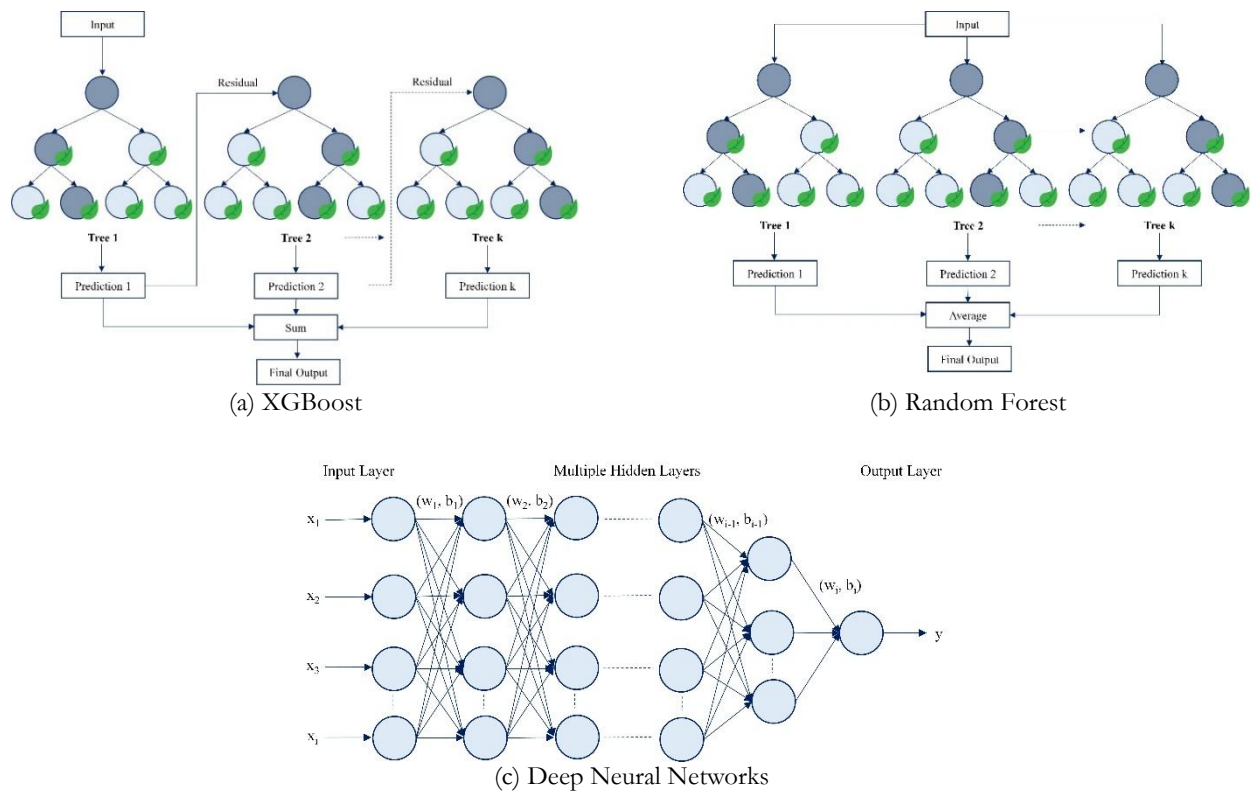 Input
Residual
Residual
Tree 1
Tree 2
Tree k
Prediction 1
Prediction 2
Prediction k
Sum
Final Output
(a) XGBoost
Input
Tree 1
Tree 2
Tree k
Prediction 1
Prediction 2
Prediction k
Average
Final Output
(b) Random Forest
Input Layer
Multiple Hidden Layers
Output Layer
(w₁, b₁)
(w₂, b₂)
(wᵢ₋₁, bᵢ₋₁)
(wᵢ, bᵢ)
x₁
x₂
x₃
xᵢ
y
(c) Deep Neural Networks